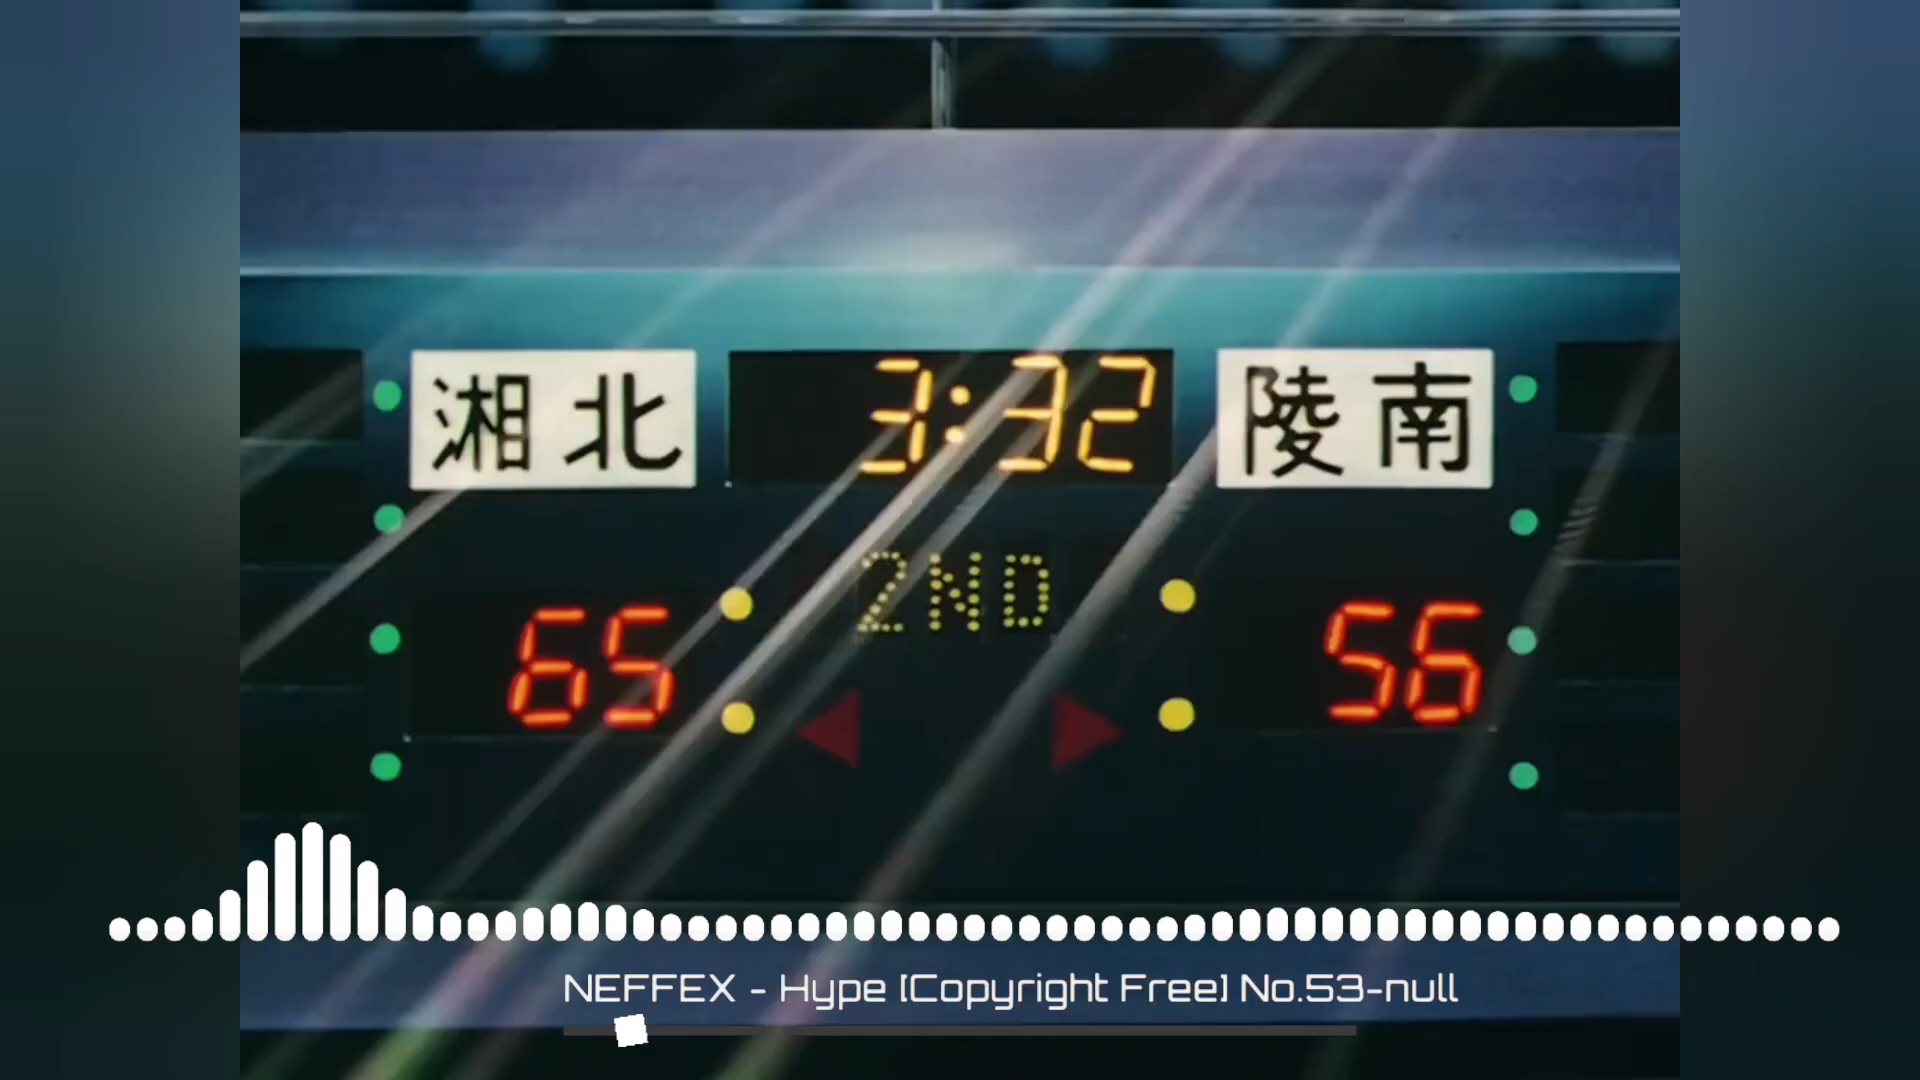 湘北 3:32 陵南
2ND
65 56
NEFFEX - Hype [Copyright Free] No.53-null